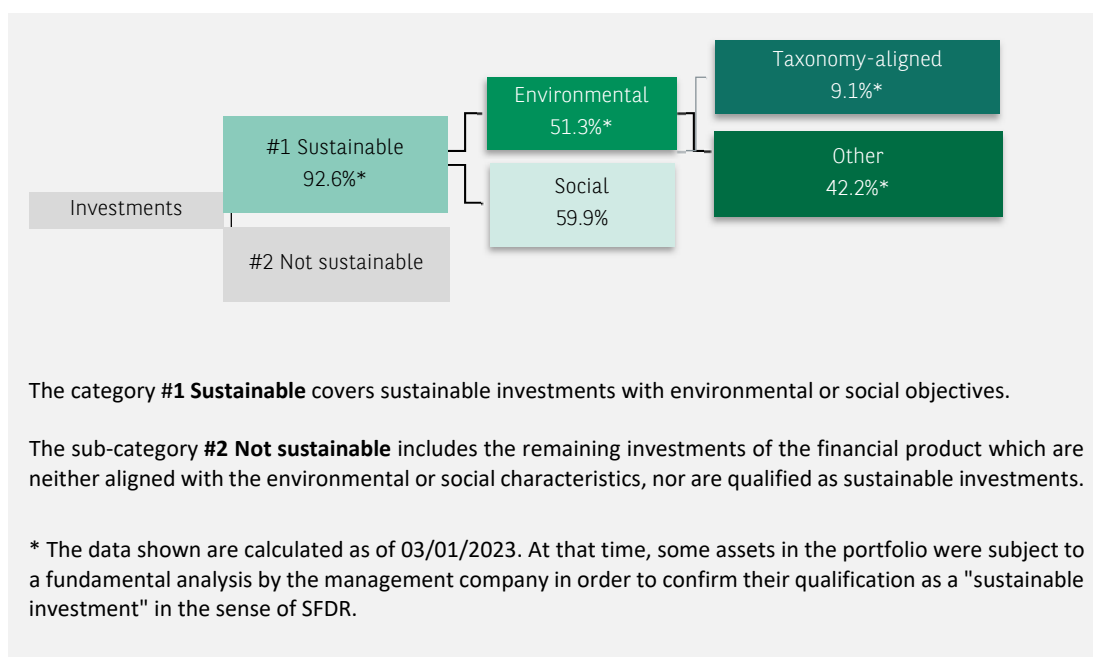 Taxonomy-aligned
9.1%*
Environmental
51.3%*
#1 Sustainable
92.6%*
Other
42.2%*
Social
59.9%
Investments
#2 Not sustainable
The category #1 Sustainable covers sustainable investments with environmental or social objectives.
The sub-category #2 Not sustainable includes the remaining investments of the financial product which are
neither aligned with the environmental or social characteristics, nor are qualified as sustainable investments.
* The data shown are calculated as of 03/01/2023. At that time, some assets in the portfolio were subject to
a fundamental analysis by the management company in order to confirm their qualification as a "sustainable
investment" in the sense of SFDR.